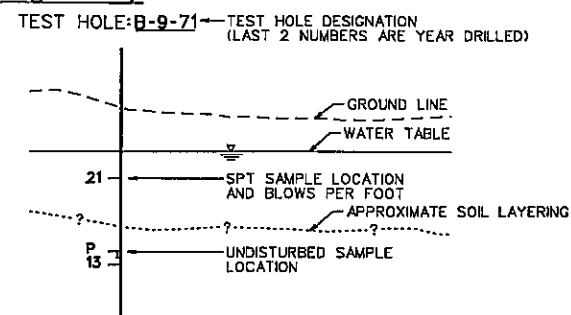 TEST HOLE: B-9-71 TEST HOLE DESIGNATION
(LAST 2 NUMBERS ARE YEAR DRILLED)
GROUND LINE
WATER TABLE
21 SPT SAMPLE LOCATION
AND BLOWS PER FOOT
APPROXIMATE SOIL LAYERING
? ? ?
P UNDISTURBED SAMPLE
13 LOCATION